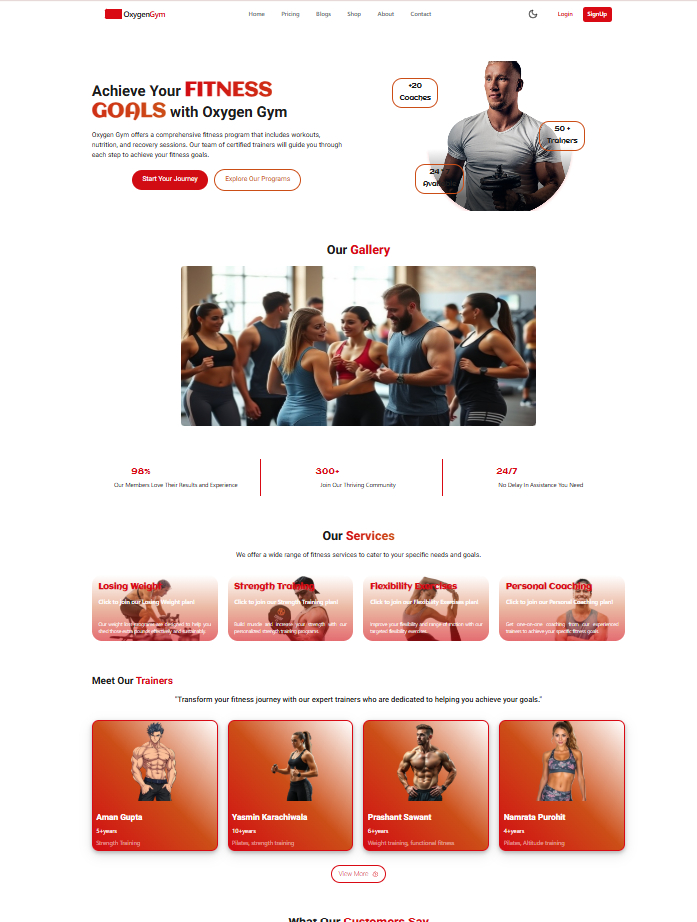 OxygenGym
Home Pricing Blogs Shop About Contact Login SignUp
Achieve Your FITNESS
GOALS with Oxygen Gym
Oxygen Gym offers a comprehensive fitness program that includes workouts,
nutrition, and recovery sessions. Our team of certified trainers will guide you through
each step to achieve your fitness goals.
Start Your Journey Explore Our Programs
+20
Coaches
50 +
Trainers
24
Our Gallery
98%
Our Members Love Their Results and Experience
300+
Join Our Thriving Community
24/7
No Delay In Assistance You Need
Our Services
We offer a wide range of fitness services to cater to your specific needs and goals.
Losing Weight
Click to join our Losing Weight plan!
Our weight loss programs are designed to help you
shed those extra pounds effectively and sustainably.
Strength Training
Click to join our Strength Training plan!
Build muscle and increase your strength with our
personalized strength training programs.
Flexibility Exercises
Click to join our Flexibility Exercises plan!
Improve your flexibility and range of motion with our
targeted flexibility exercises.
Personal Coaching
Click to join our Personal Coaching plan!
Get one-on-one coaching from our experienced
trainers to achieve your specific fitness goals.
Meet Our Trainers
"Transform your fitness journey with our expert trainers who are dedicated to helping you achieve your goals."
Aman Gupta
5+years
Strength Training
Yasmin Karachiwala
10+years
Pilates, strength training
Prashant Sawant
6+years
Weight training, functional fitness
Namrata Purohit
4+years
Pilates, Altitude training
View More
What Our Customers Say